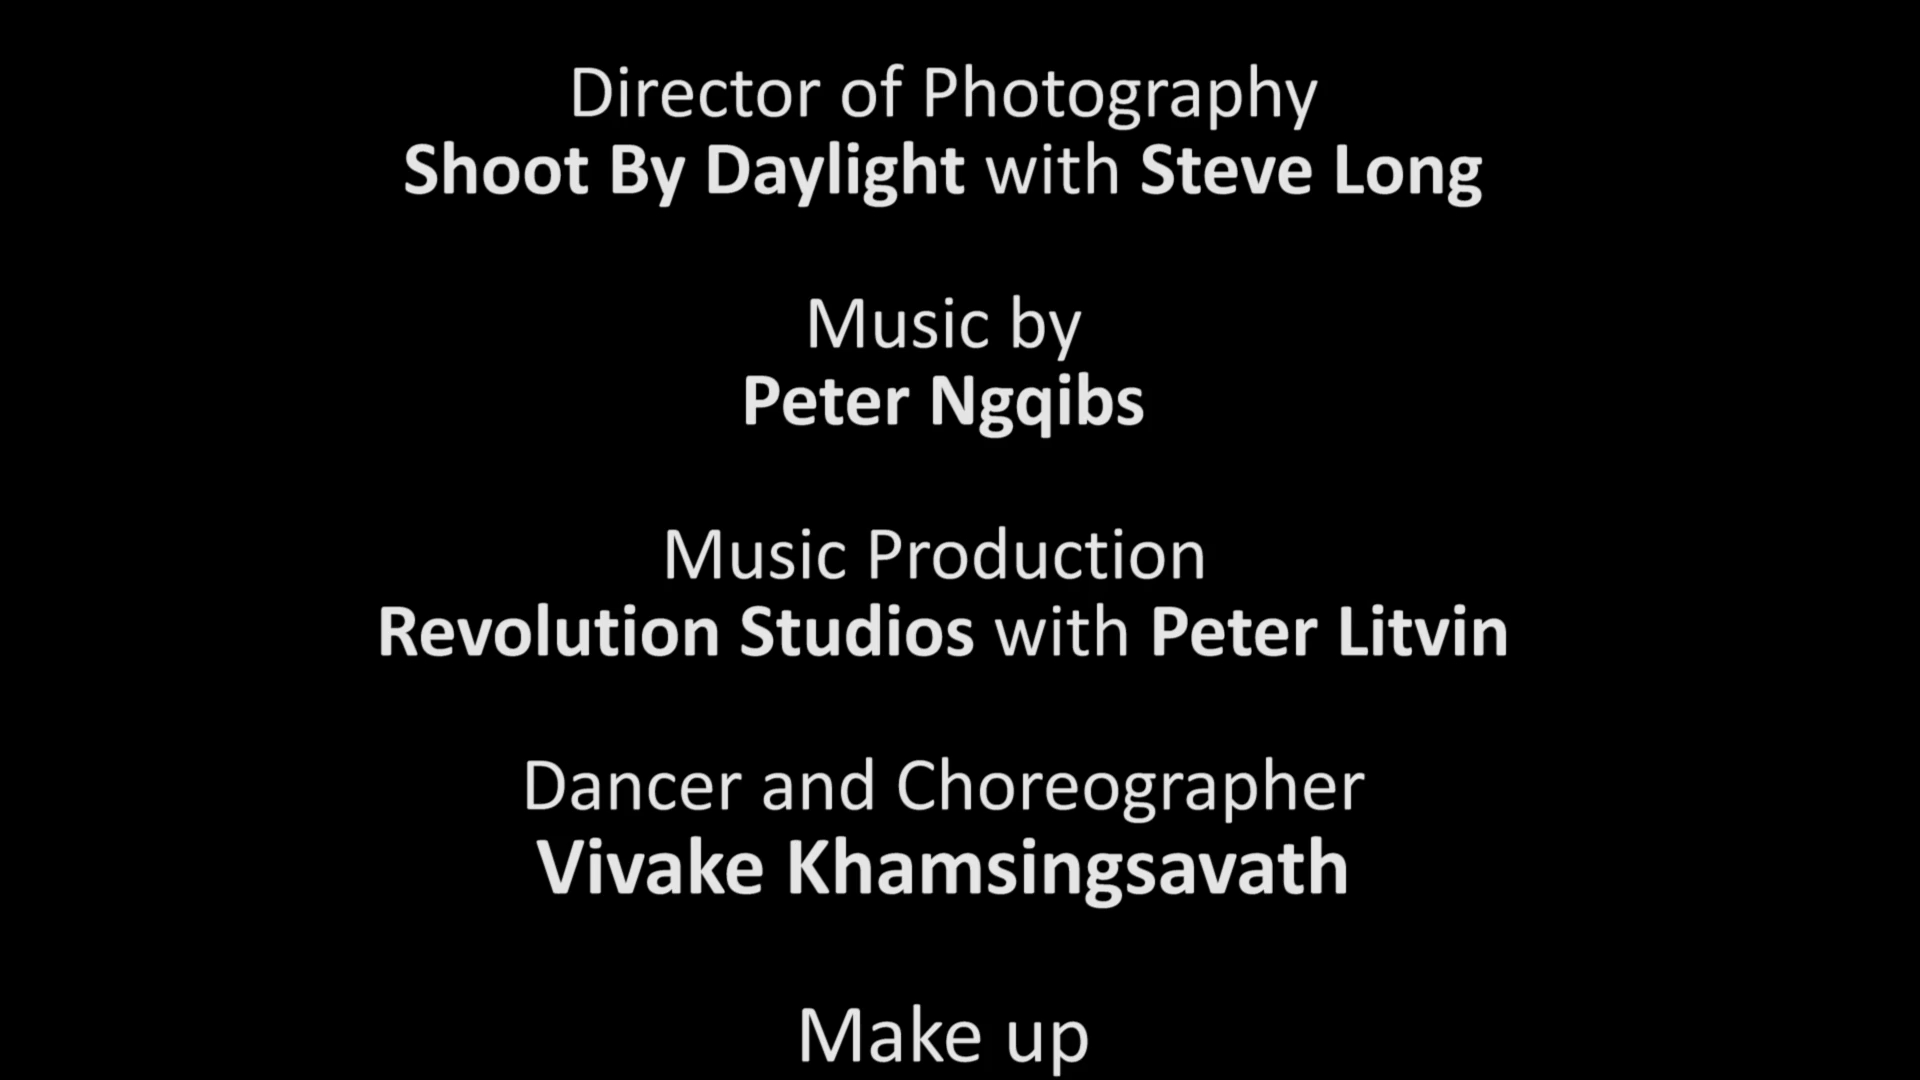 Director of Photography
Shoot By Daylight with Steve Long
Music by
Peter Ngqibs
Music Production
Revolution Studios with Peter Litvin
Dancer and Choreographer
Vivake Khamsingsavath
Make up